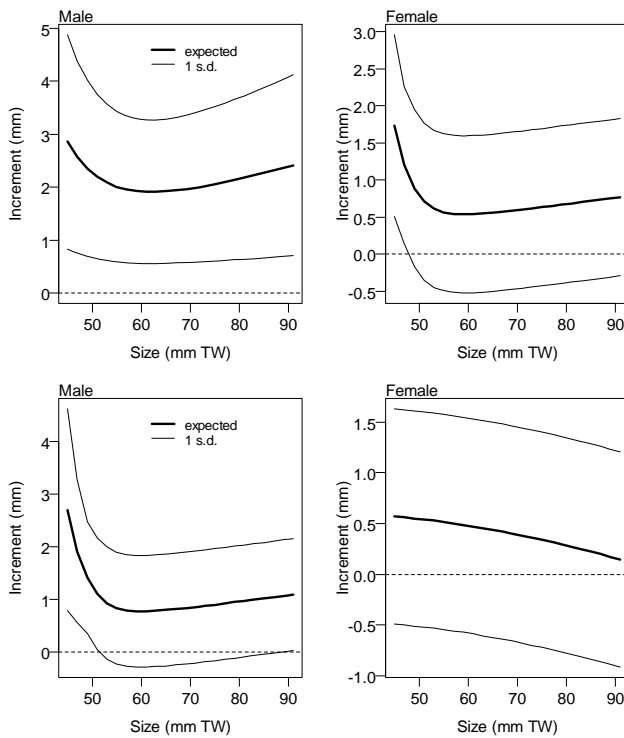 Male
5
4
3
2
1
0
Increment (mm)
expected
1 s.d.
50 60 70 80 90
Size (mm TW)
Female
3.0
2.5
2.0
1.5
1.0
0.5
0.0
-0.5
Increment (mm)
50 60 70 80 90
Size (mm TW)
Male
4
3
2
1
0
Increment (mm)
expected
1 s.d.
50 60 70 80 90
Size (mm TW)
Female
1.5
1.0
0.5
0.0
-0.5
-1.0
Increment (mm)
50 60 70 80 90
Size (mm TW)